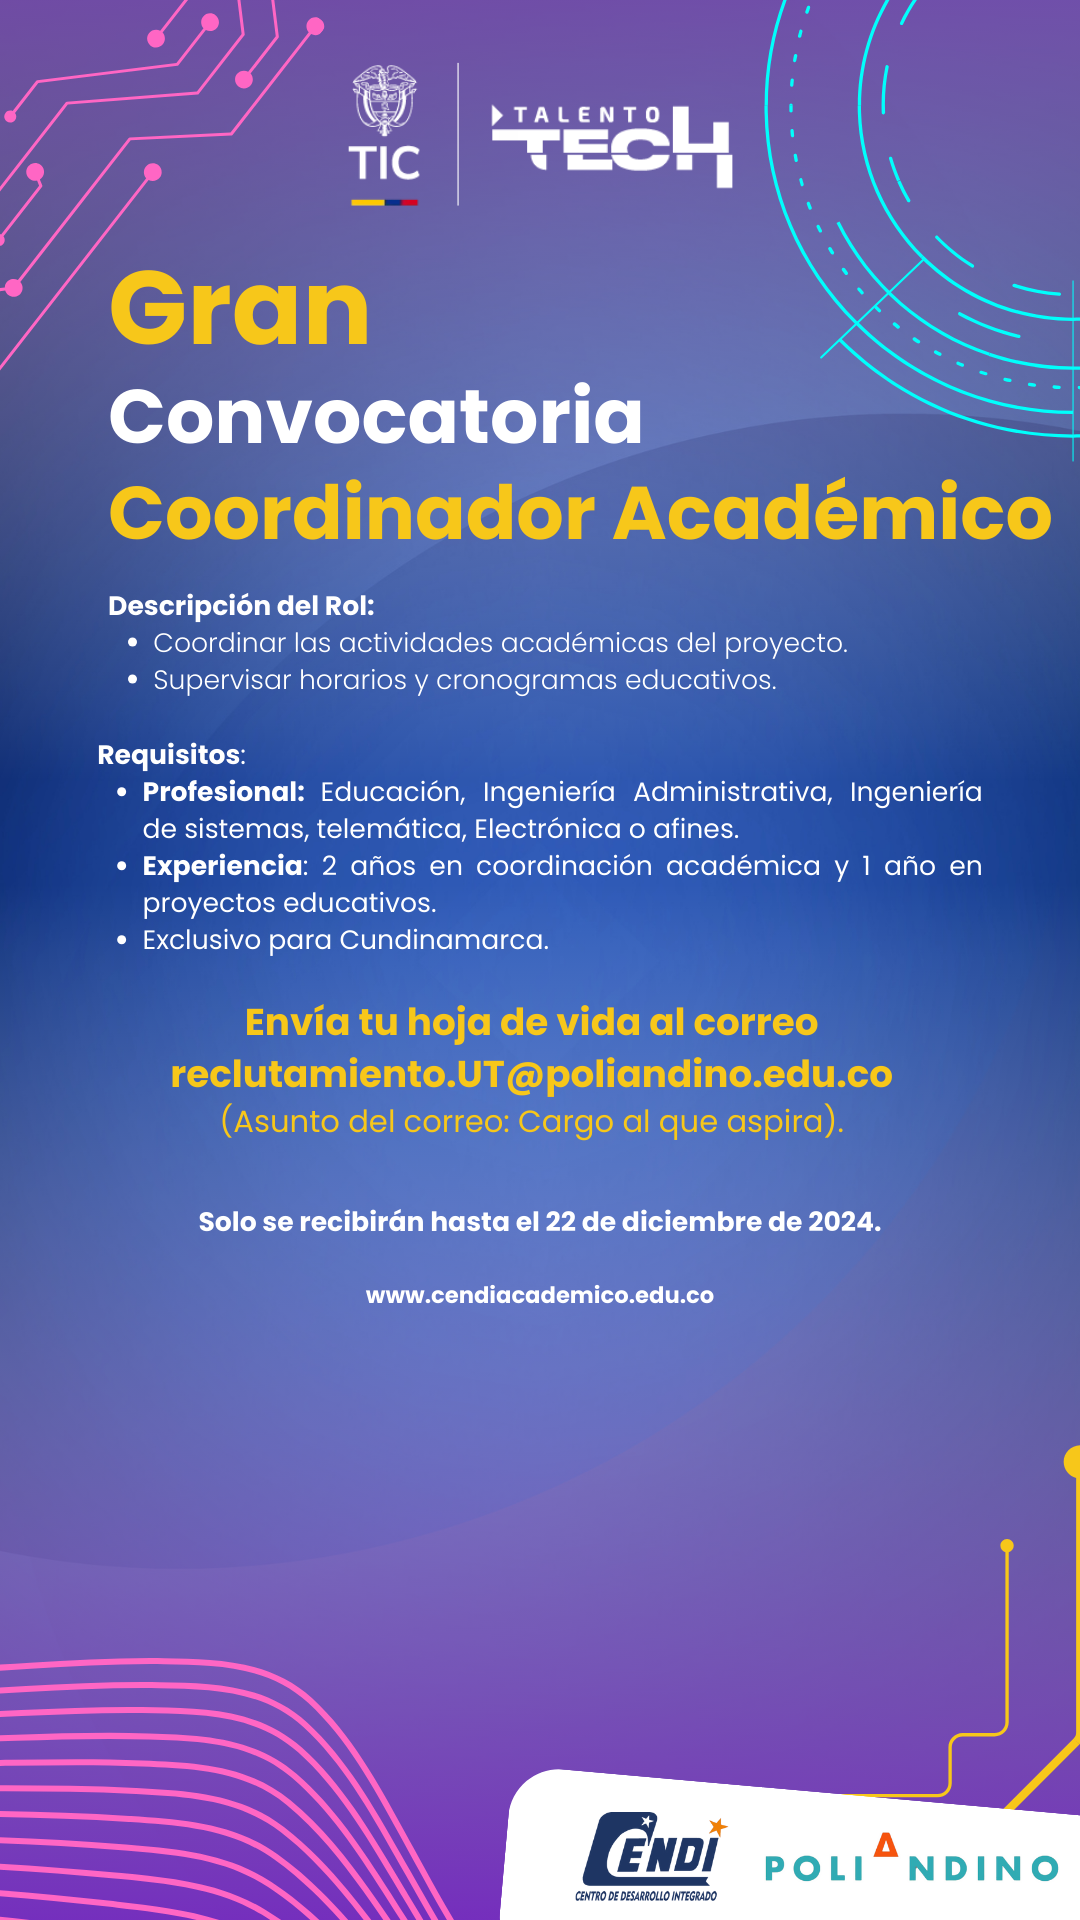 TIC
TALENTO
TECH
Gran
Convocatoria
Coordinador Académico
Descripción del Rol:
• Coordinar las actividades académicas del proyecto.
• Supervisar horarios y cronogramas educativos.
Requisitos:
• Profesional: Educación, Ingeniería Administrativa, Ingeniería
de sistemas, telemática, Electrónica o afines.
• Experiencia: 2 años en coordinación académica y 1 año en
proyectos educativos.
• Exclusivo para Cundinamarca.
Envía tu hoja de vida al correo
reclutamiento.UT@poliandino.edu.co
(Asunto del correo: Cargo al que aspira).
Solo se recibirán hasta el 22 de diciembre de 2024.
www.cendiacademico.edu.co
CENDI
CENTRO DE DESARROLLO INTEGRADO
POLIANDINO